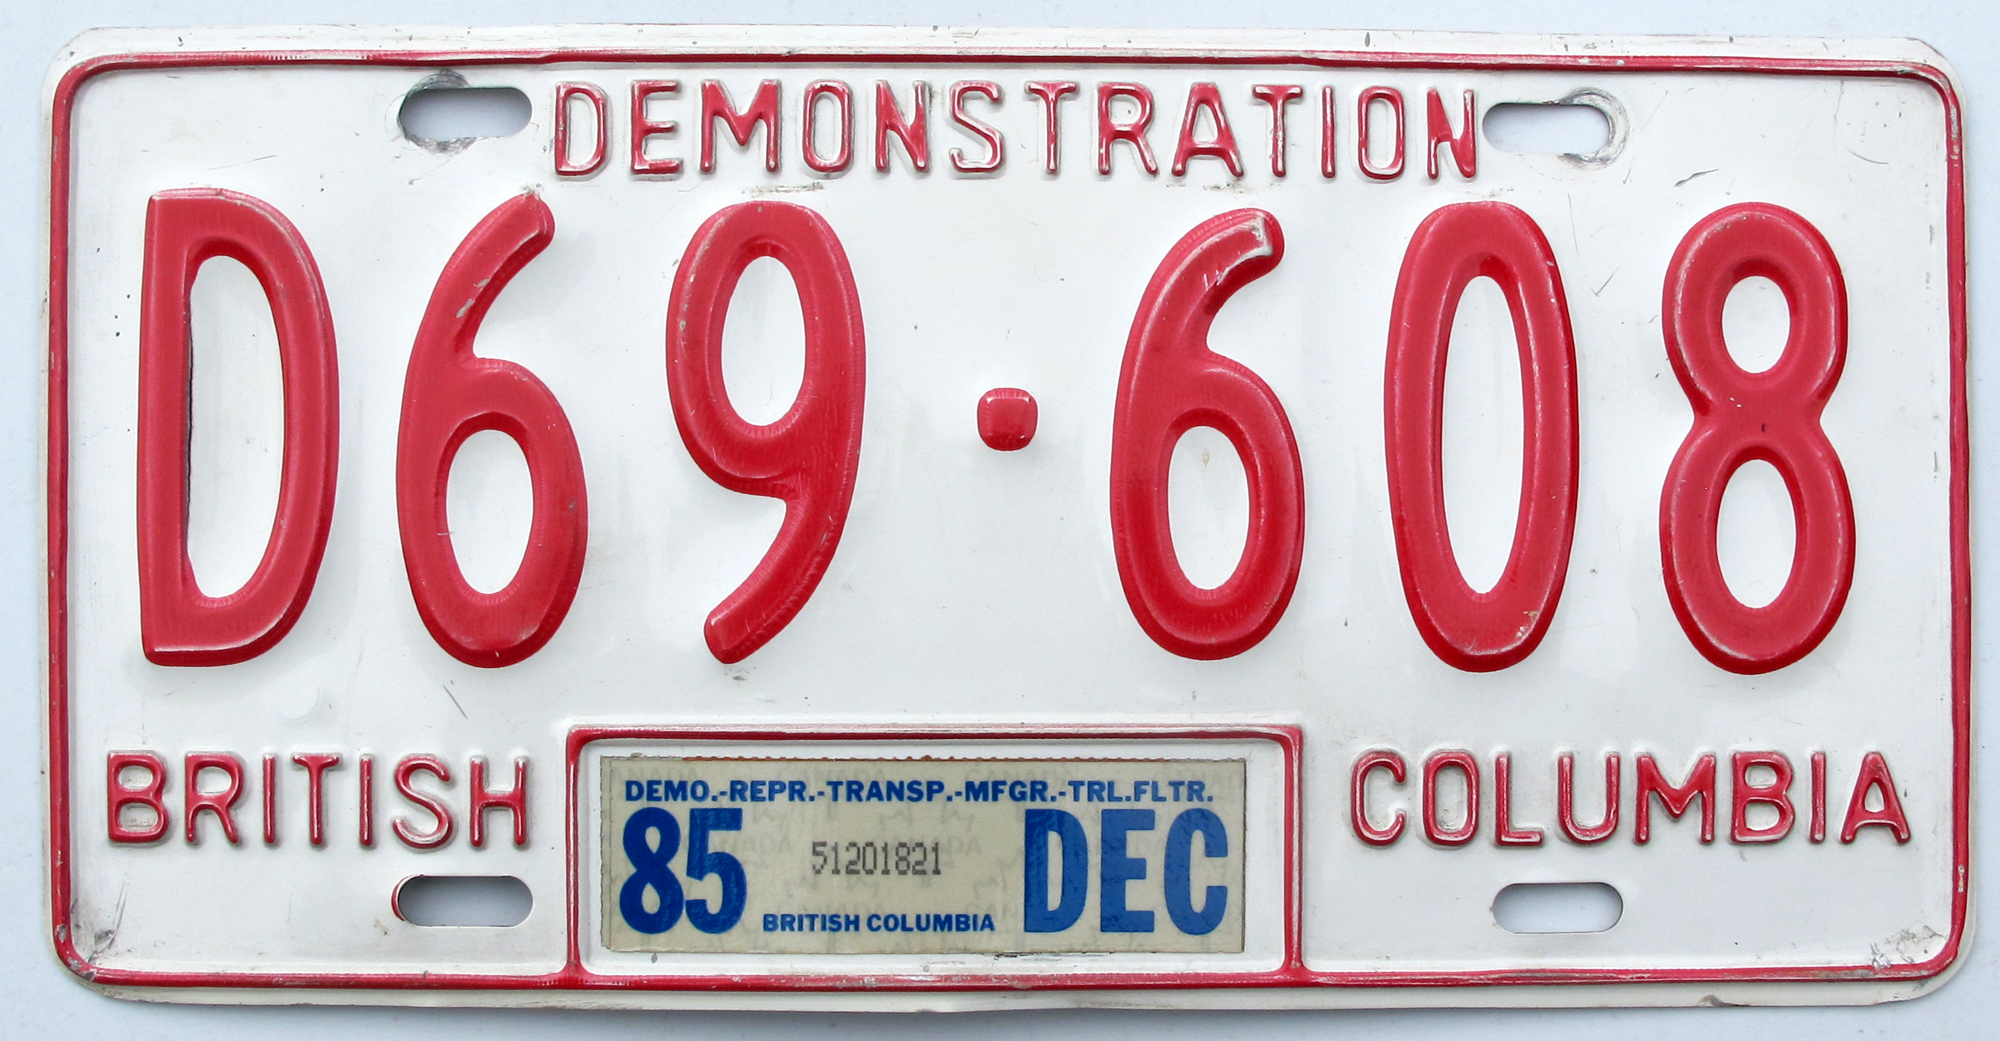 DEMONSTRATION
D69·608
BRITISH COLUMBIA
DEMO.-REPR.-TRANSP.-MFGR.-TRL.FLTR.
85 51201821 DEC
BRITISH COLUMBIA